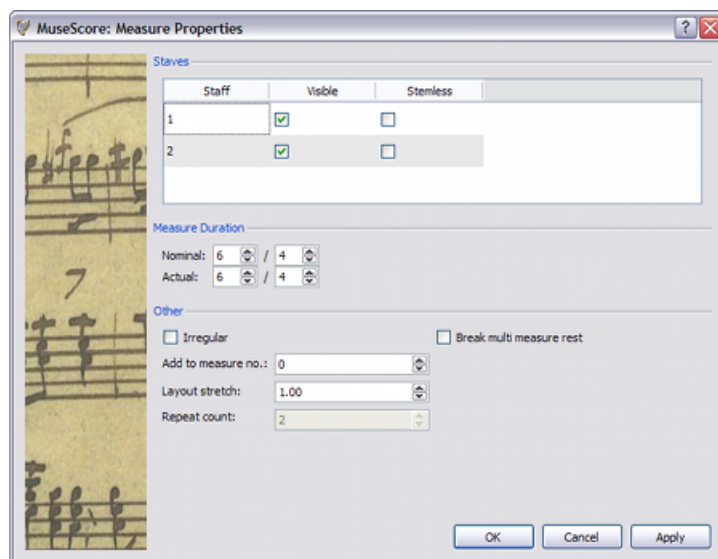 MuseScore: Measure Properties
Staves
Staff Visible Stemless
1
2
Measure Duration
Nominal: 6 / 4
Actual: 6 / 4
Other
Irregular Break multi measure rest
Add to measure no.: 0
Layout stretch: 1.00
Repeat count: 2
OK Cancel Apply